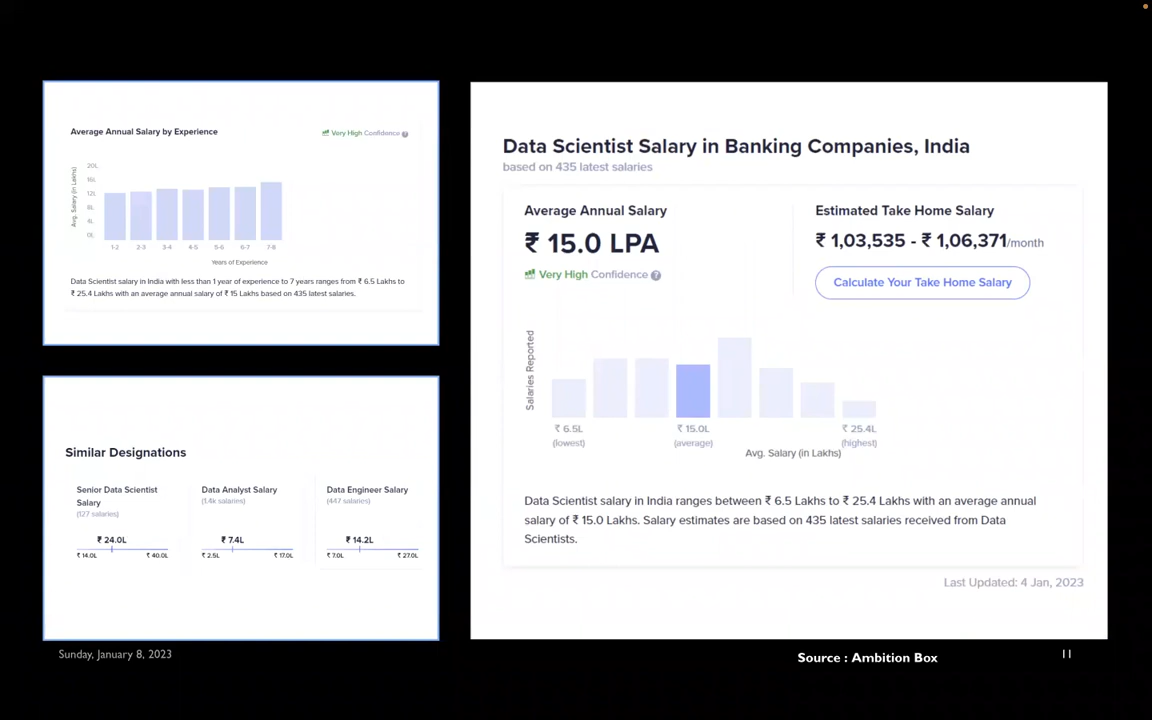 Average Annual Salary by Experience
Very High Confidence ?
Avg. Salary (in Lakhs)
20L
16L
12L
8L
4L
0L
1-2 2-3 3-4 4-5 5-6 6-7 7-8
Years of Experience
Data Scientist salary in India with less than 1 year of experience to 7 years ranges from ₹ 6.5 Lakhs to
₹ 25.4 Lakhs with an average annual salary of ₹ 15 Lakhs based on 435 latest salaries.
Similar Designations
Senior Data Scientist
Salary
(127 salaries)
₹ 24.0L
₹ 14.0L ₹ 40.0L
Data Analyst Salary
(1.4k salaries)
₹ 7.4L
₹ 2.5L ₹ 17.0L
Data Engineer Salary
(447 salaries)
₹ 14.2L
₹ 7.0L ₹ 27.0L
Data Scientist Salary in Banking Companies, India
based on 435 latest salaries
Average Annual Salary
₹ 15.0 LPA
Very High Confidence ?
Estimated Take Home Salary
₹ 1,03,535 - ₹ 1,06,371/month
Calculate Your Take Home Salary
Salaries Reported
₹ 6.5L ₹ 15.0L ₹ 25.4L
(lowest) (average) (highest)
Avg. Salary (in Lakhs)
Data Scientist salary in India ranges between ₹ 6.5 Lakhs to ₹ 25.4 Lakhs with an average annual
salary of ₹ 15.0 Lakhs. Salary estimates are based on 435 latest salaries received from Data
Scientists.
Last Updated: 4 Jan, 2023
Sunday, January 8, 2023
Source : Ambition Box
11